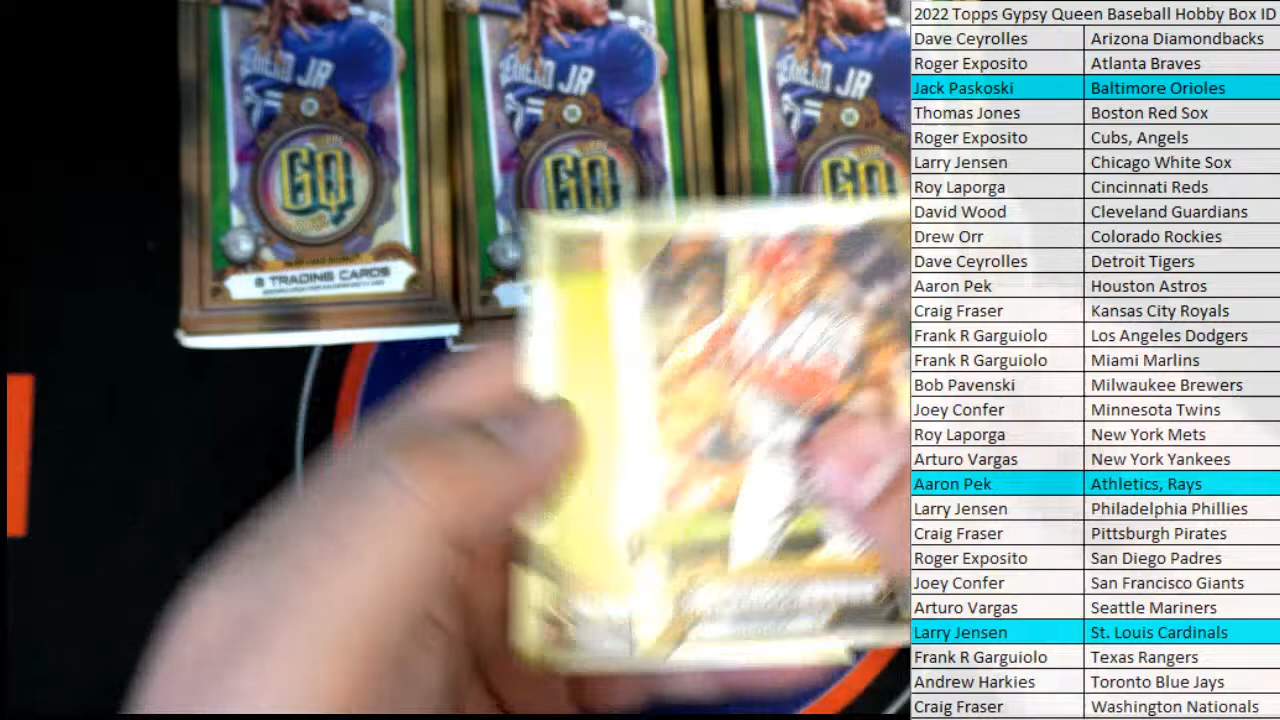 ERRERO JR
GQ
8 TRADING CARDS
GQ
GQ
2022 Topps Gypsy Queen Baseball Hobby Box ID
Dave Ceyrolles Arizona Diamondbacks
Roger Exposito Atlanta Braves
Jack Paskoski Baltimore Orioles
Thomas Jones Boston Red Sox
Roger Exposito Cubs, Angels
Larry Jensen Chicago White Sox
Roy Laporga Cincinnati Reds
David Wood Cleveland Guardians
Drew Orr Colorado Rockies
Dave Ceyrolles Detroit Tigers
Aaron Pek Houston Astros
Craig Fraser Kansas City Royals
Frank R Garguiolo Los Angeles Dodgers
Frank R Garguiolo Miami Marlins
Bob Pavenski Milwaukee Brewers
Joey Confer Minnesota Twins
Roy Laporga New York Mets
Arturo Vargas New York Yankees
Aaron Pek Athletics, Rays
Larry Jensen Philadelphia Phillies
Craig Fraser Pittsburgh Pirates
Roger Exposito San Diego Padres
Joey Confer San Francisco Giants
Arturo Vargas Seattle Mariners
Larry Jensen St. Louis Cardinals
Frank R Garguiolo Texas Rangers
Andrew Harkies Toronto Blue Jays
Craig Fraser Washington Nationals